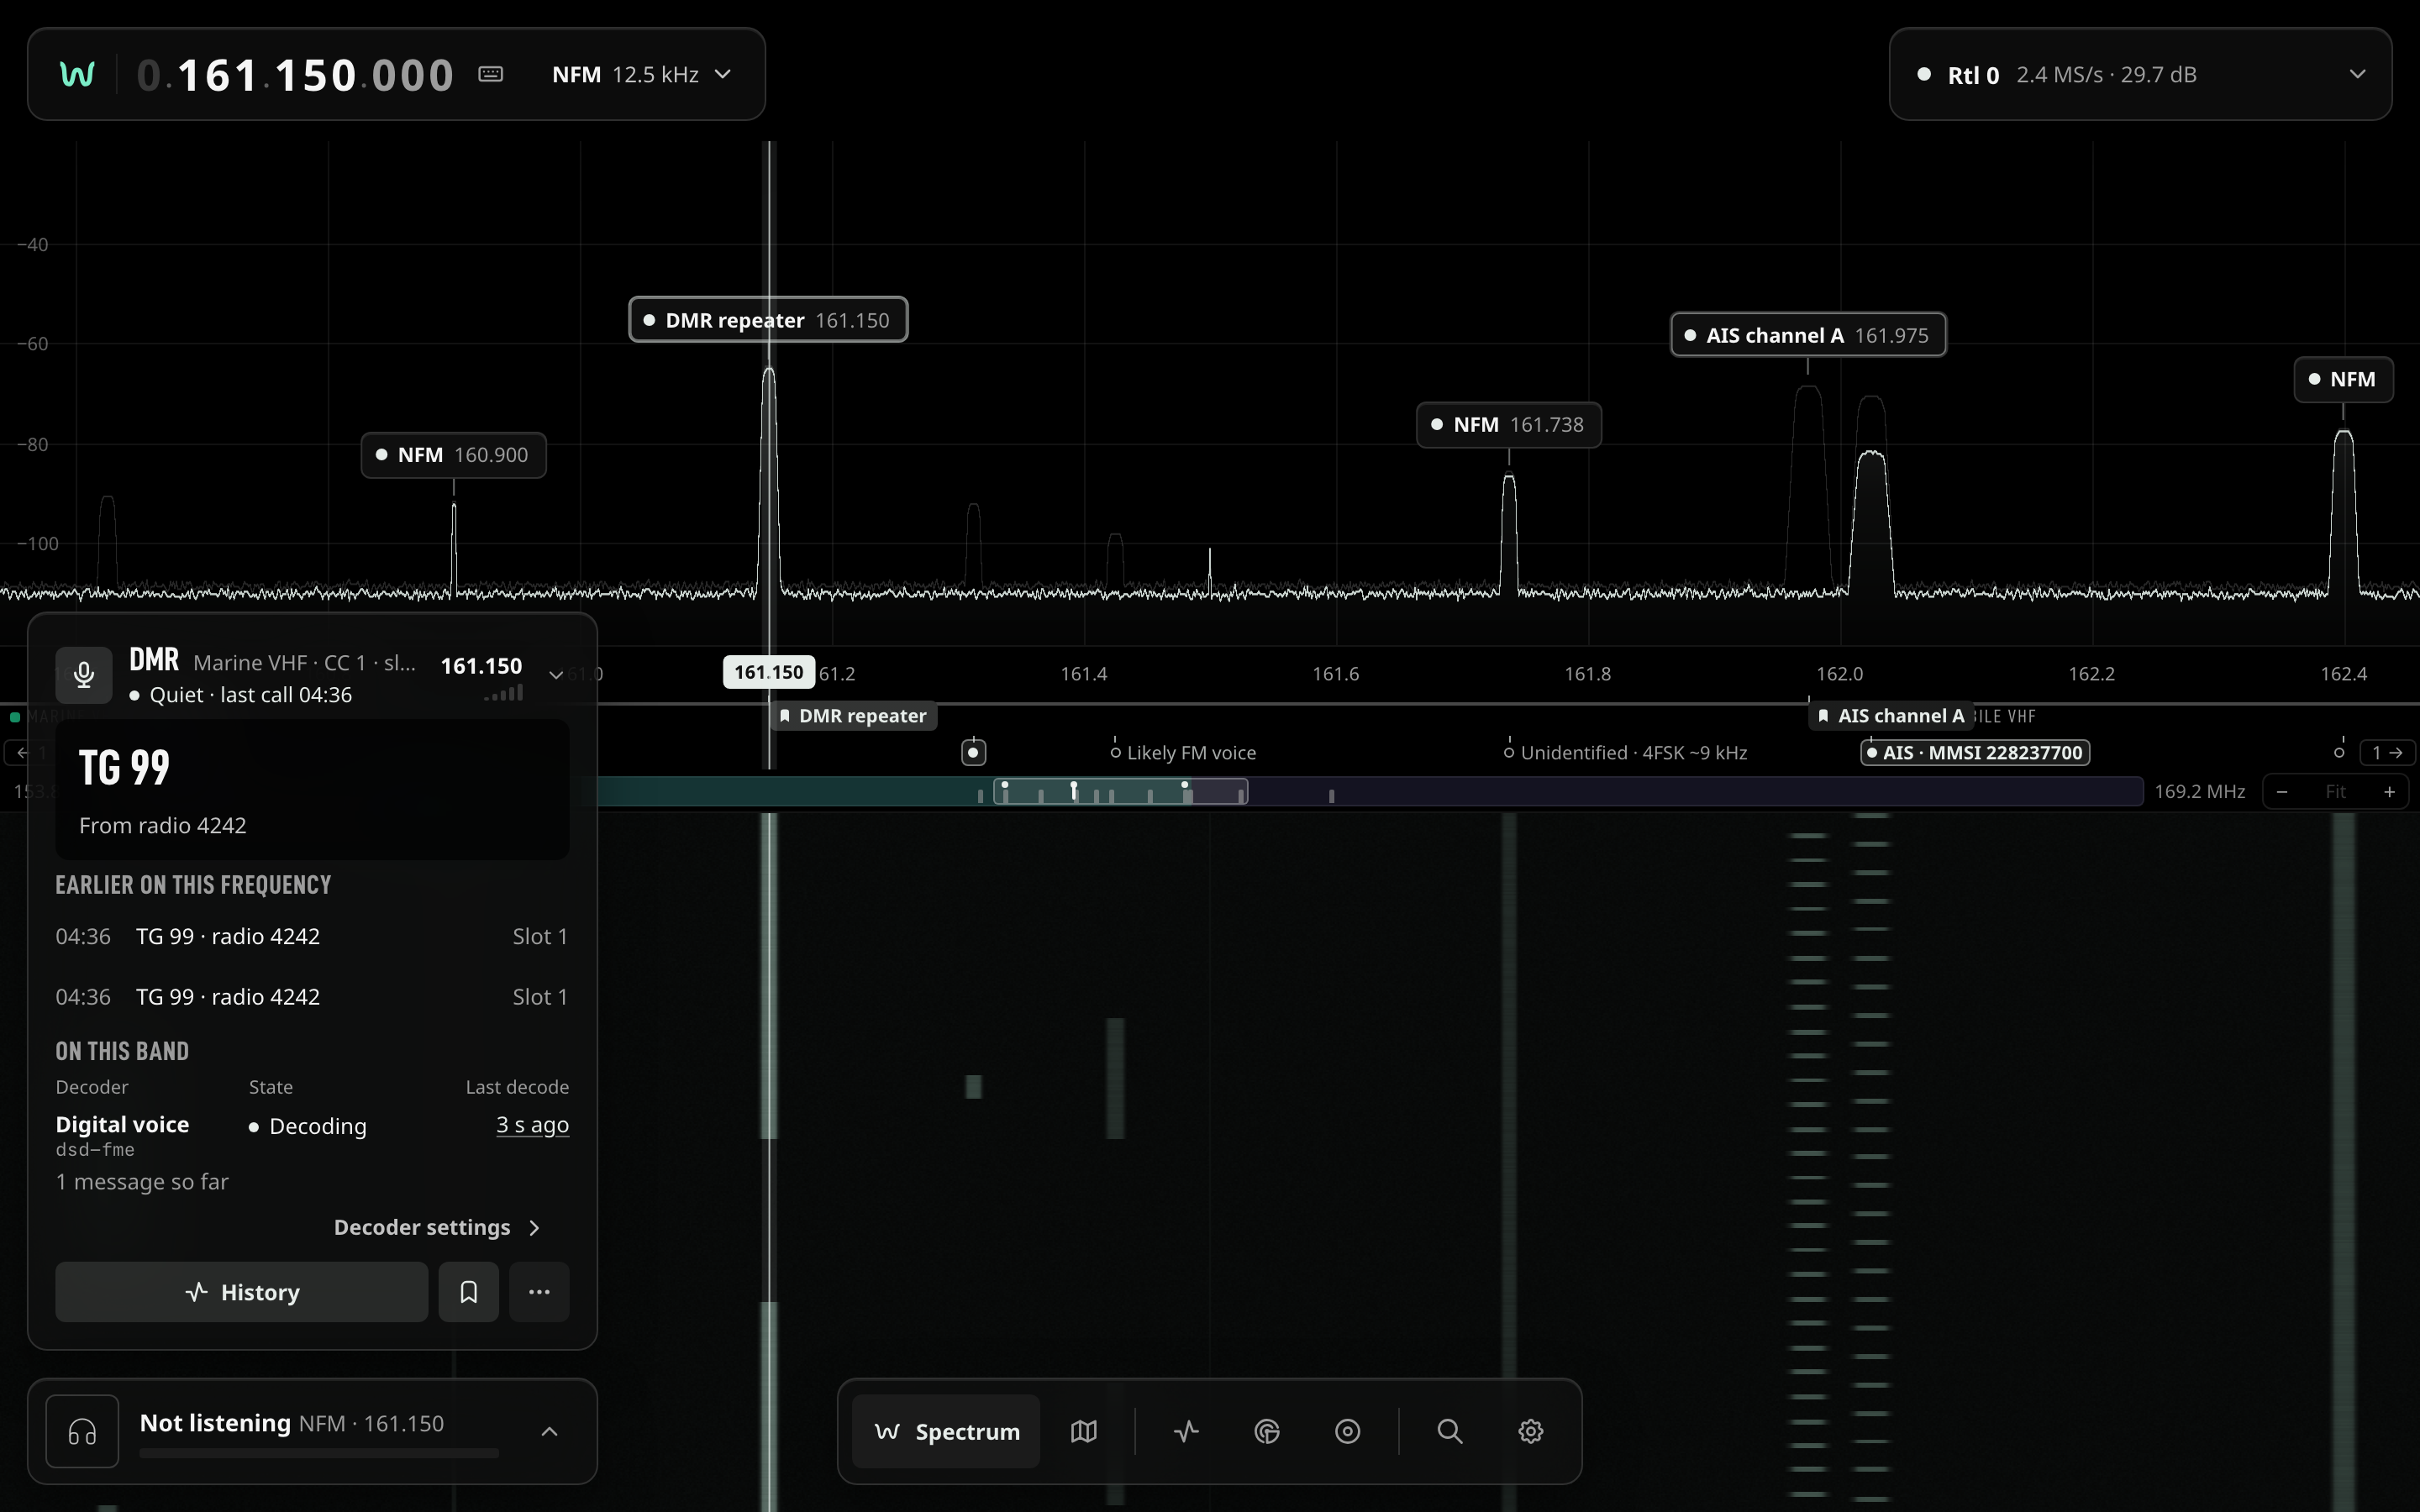 0.161.150.000 NFM 12.5 kHz
Rtl 0 2.4 MS/s · 29.7 dB
−40
DMR repeater 161.150
AIS channel A 161.975
−60
NFM
NFM 161.738
−80
NFM 160.900
−100
DMR Marine VHF · CC 1 · sl... 161.150
Quiet · last call 04:36
161.150 61.2 161.4 161.6 161.8 162.0 162.2 162.4
DMR repeater
AIS channel A BILE VHF
Likely FM voice
Unidentified · 4FSK ~9 kHz
AIS · MMSI 228237700
1 →
169.2 MHz − Fit +
TG 99
From radio 4242
EARLIER ON THIS FREQUENCY
04:36 TG 99 · radio 4242 Slot 1
04:36 TG 99 · radio 4242 Slot 1
ON THIS BAND
Decoder State Last decode
Digital voice Decoding 3 s ago
dsd-fme
1 message so far
Decoder settings
History
Not listening NFM · 161.150
Spectrum